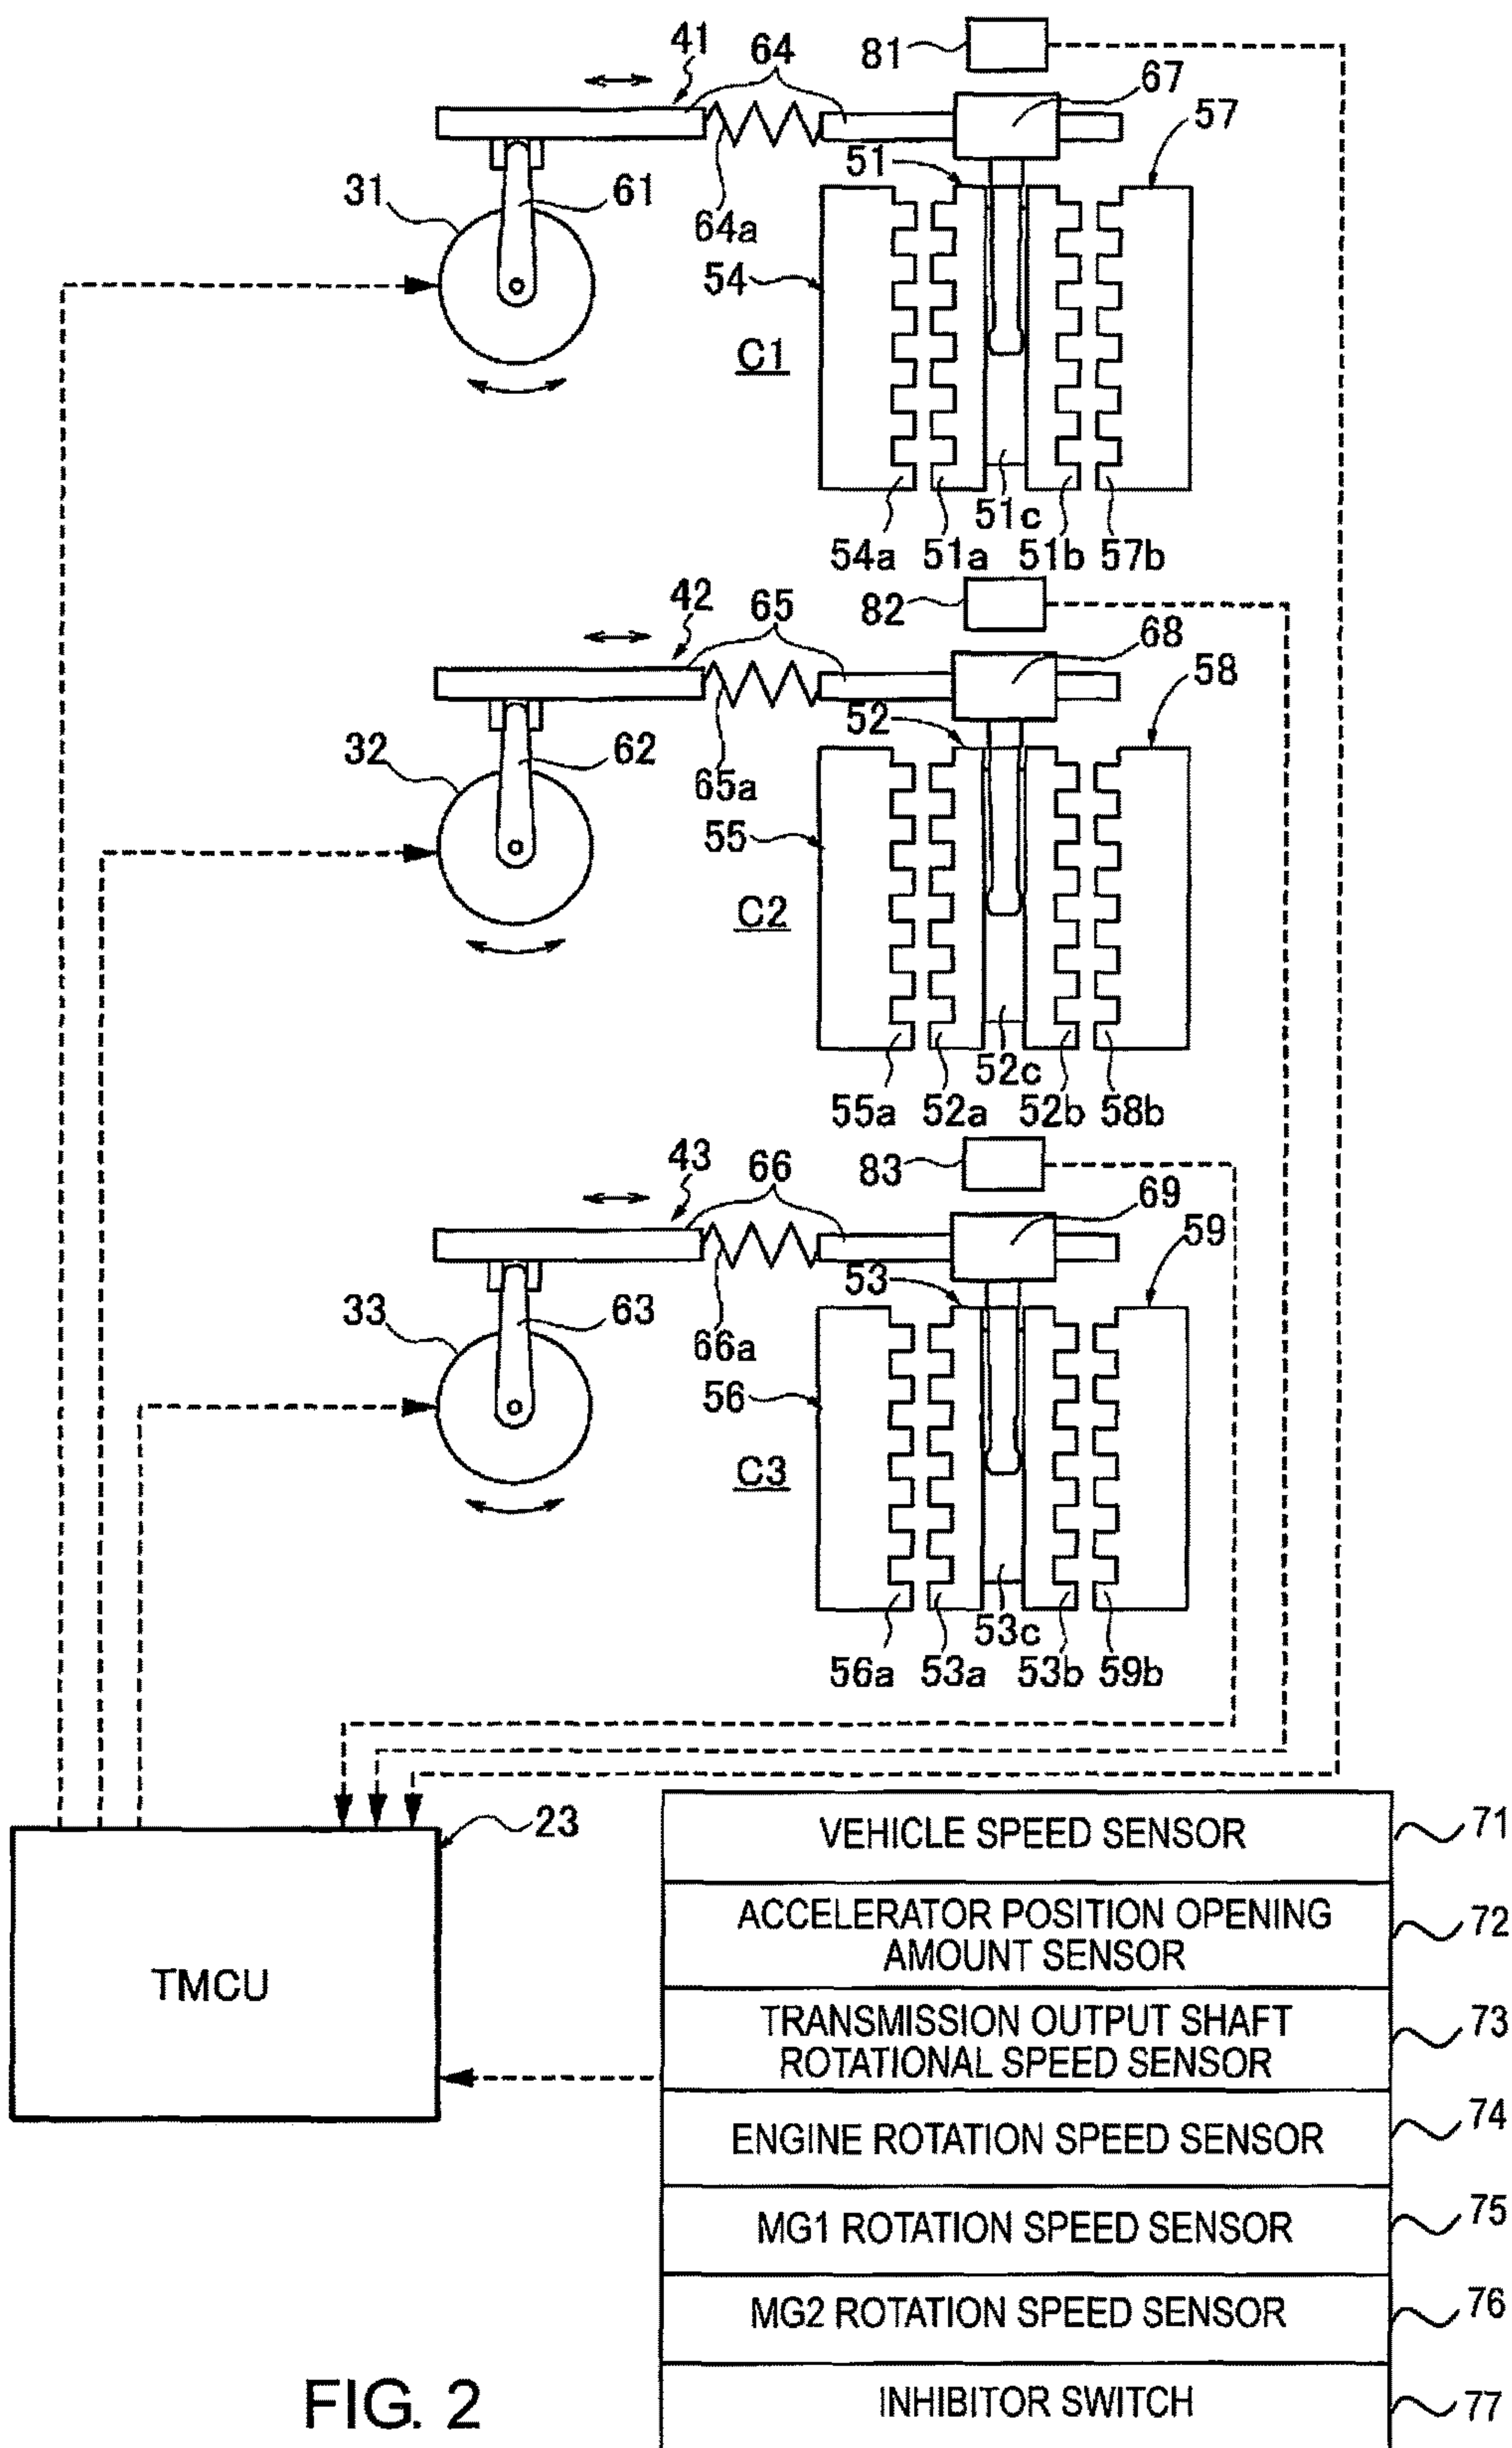 81
41
64
67
57
51
31
61
64a
54
C1
51c
54a
51a
51b
57b
42
65
82
68
58
52
32
62
65a
55
C2
52c
55a
52a
52b
58b
43
66
83
69
59
53
33
63
66a
56
C3
53c
56a
53a
53b
59b
23
TMCU
VEHICLE SPEED SENSOR
71
ACCELERATOR POSITION OPENING
AMOUNT SENSOR
72
TRANSMISSION OUTPUT SHAFT
ROTATIONAL SPEED SENSOR
73
ENGINE ROTATION SPEED SENSOR
74
MG1 ROTATION SPEED SENSOR
75
MG2 ROTATION SPEED SENSOR
76
INHIBITOR SWITCH
77
FIG. 2